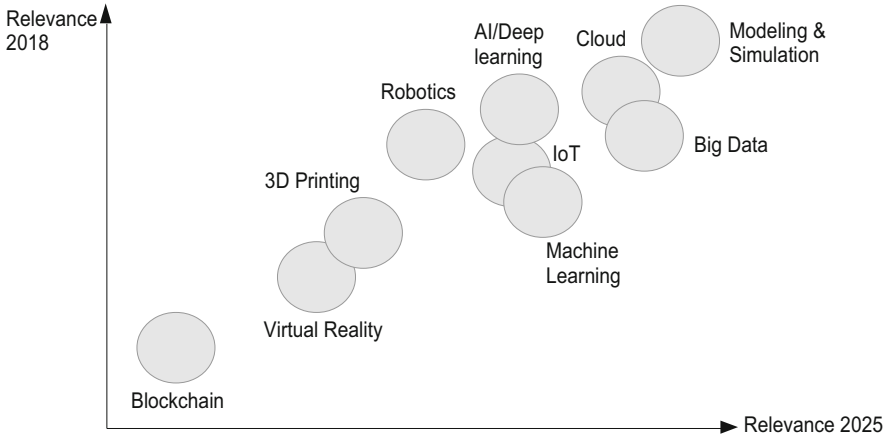 Relevance
2018
AI/Deep
learning
Cloud
Modeling &
Simulation
Robotics
Big Data
IoT
3D Printing
Machine
Learning
Virtual Reality
Blockchain
Relevance 2025